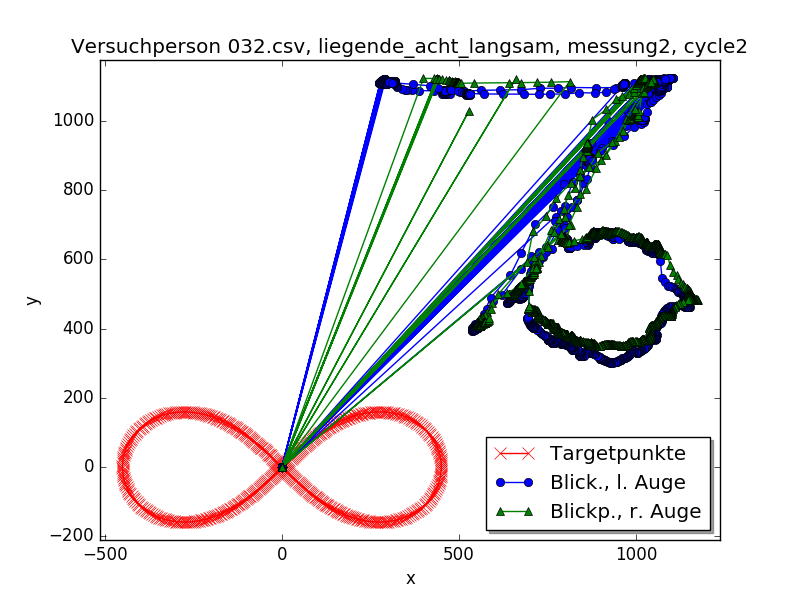 Versuchperson 032.csv, liegende_acht_langsam, messung2, cycle2
y
1000
800
600
400
200
0
−200
−500
0
500
1000
x
Targetpunkte
Blick., l. Auge
Blickp., r. Auge